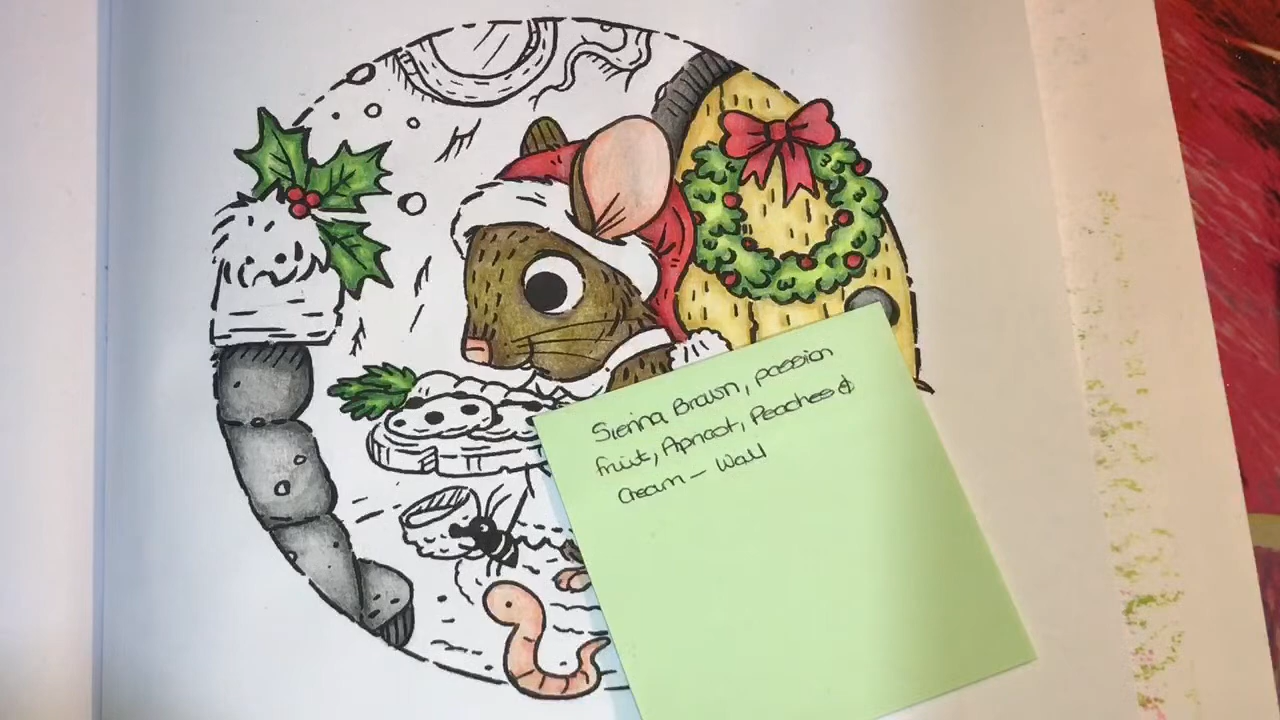 Sienna Brown, passion
fruit, Apricot, Peaches &
Cream - Wall